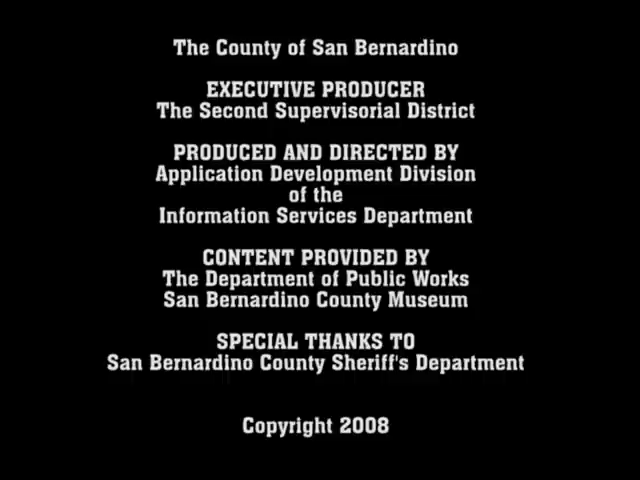 The County of San Bernardino
EXECUTIVE PRODUCER
The Second Supervisorial District
PRODUCED AND DIRECTED BY
Application Development Division
of the
Information Services Department
CONTENT PROVIDED BY
The Department of Public Works
San Bernardino County Museum
SPECIAL THANKS TO
San Bernardino County Sheriff's Department
Copyright 2008